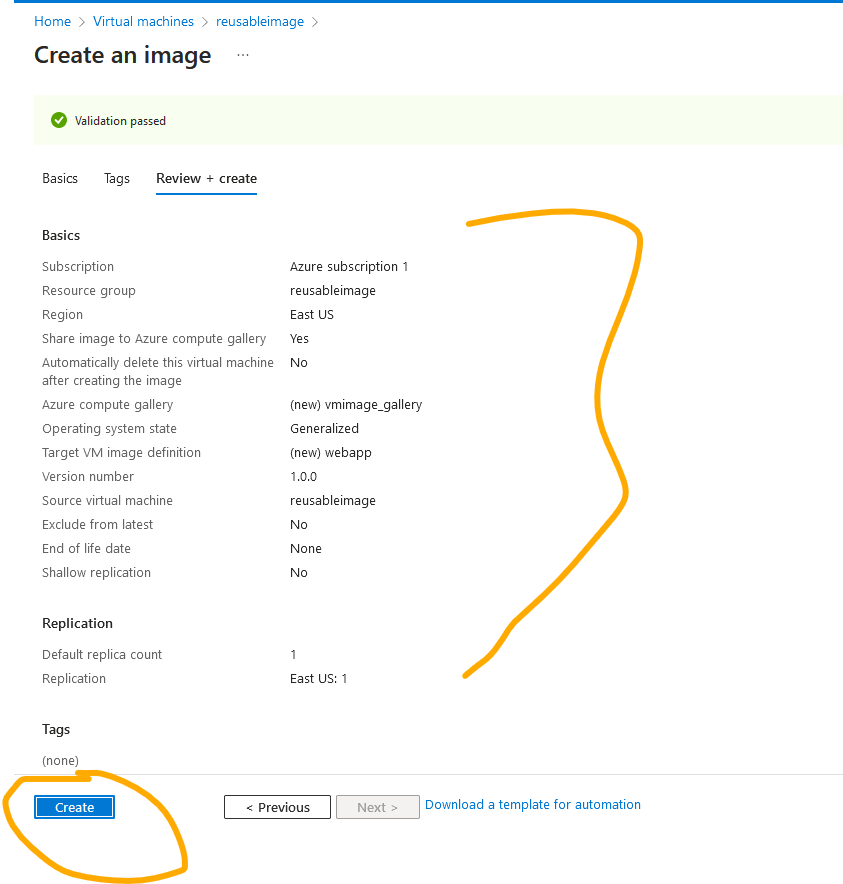 Home > Virtual machines > reusableimage >
Create an image ...
Validation passed
Basics Tags Review + create
Basics
Subscription Azure subscription 1
Resource group reusableimage
Region East US
Share image to Azure compute gallery Yes
Automatically delete this virtual machine No
after creating the image
Azure compute gallery (new) vmimage_gallery
Operating system state Generalized
Target VM image definition (new) webapp
Version number 1.0.0
Source virtual machine reusableimage
Exclude from latest No
End of life date None
Shallow replication No
Replication
Default replica count 1
Replication East US: 1
Tags
(none)
Create < Previous Next > Download a template for automation